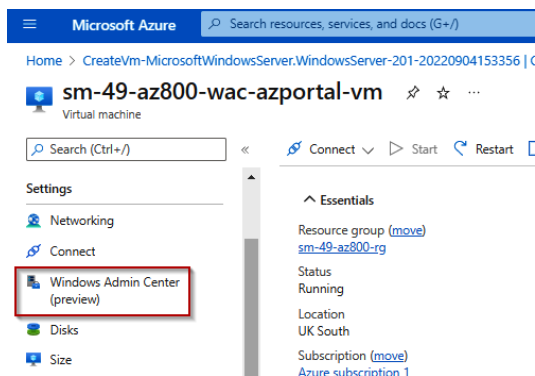 Microsoft Azure
Search resources, services, and docs (G+/)
Home > CreateVm-MicrosoftWindowsServer.WindowsServer-201-20220904153356 |
sm-49-az800-wac-azportal-vm
Virtual machine
Search (Ctrl+/)
Connect
Start
Restart
Settings
Networking
Connect
Windows Admin Center
(preview)
Disks
Size
Essentials
Resource group (move)
sm-49-az800-rg
Status
Running
Location
UK South
Subscription (move)
Azure subscription 1